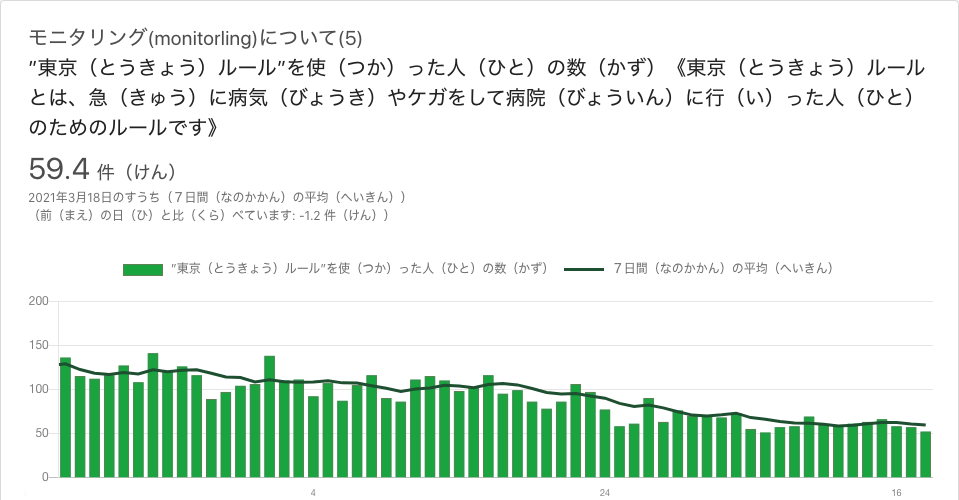 モニタリング(monitorling)について(5)
”東京（とうきょう）ルール”を使（つか）った人（ひと）の数（かず）《東京（とうきょう）ルール
とは、急（きゅう）に病気（びょうき）やケガをして病院（びょういん）に行（い）った人（ひと）
のためのルールです》
59.4 件（けん）
2021年3月18日のすうち（７日間（なのかかん）の平均（へいきん））
（前（まえ）の日（ひ）と比（くら）べています: -1.2 件（けん））
”東京（とうきょう）ルール”を使（つか）った人（ひと）の数（かず） ７日間（なのかかん）の平均（へいきん）
200
150
100
50
0
4 24 16